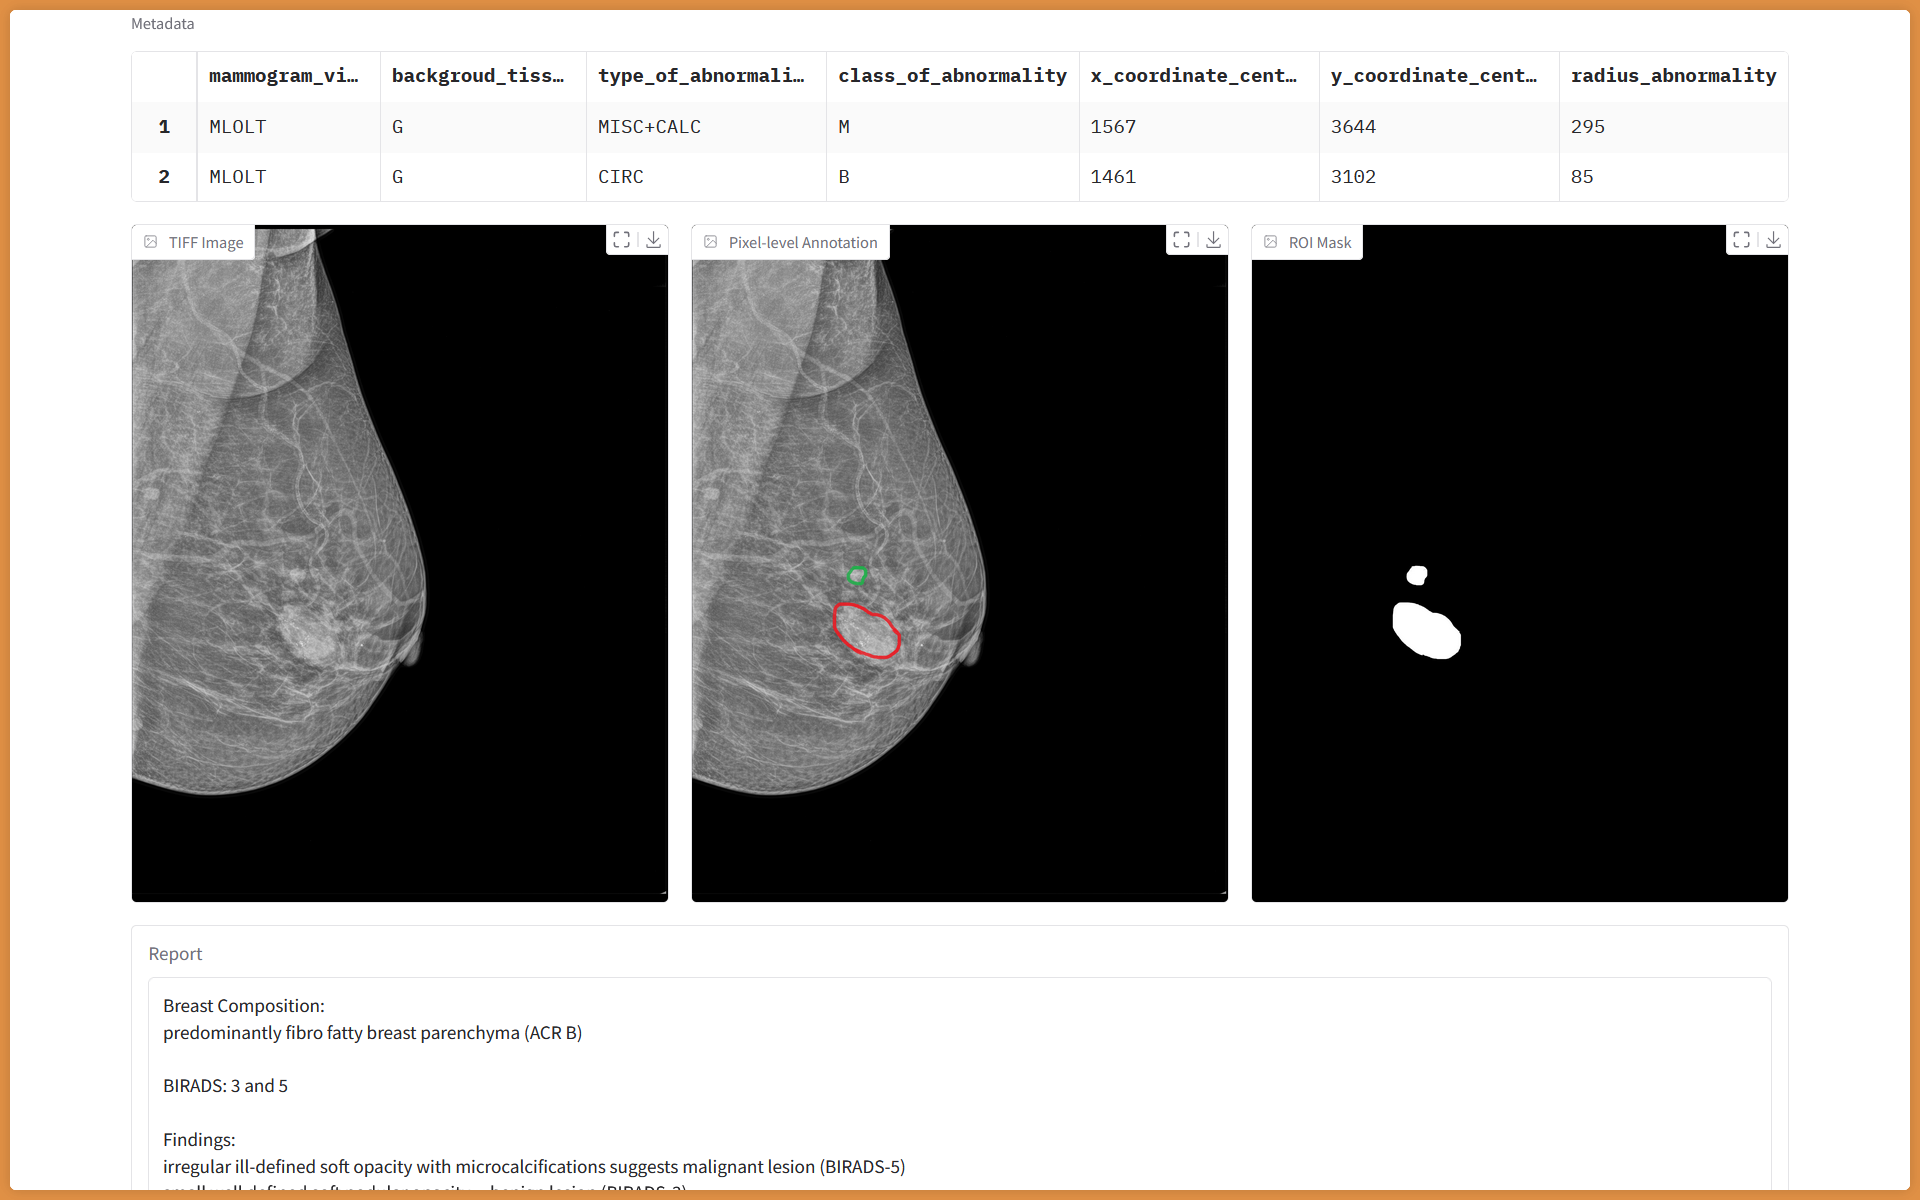 Metadata
mammogram_vi… backgroud_tiss… type_of_abnormali… class_of_abnormality x_coordinate_cent… y_coordinate_cent… radius_abnormality
1 MLOLT G MISC+CALC M 1567 3644 295
2 MLOLT G CIRC B 1461 3102 85
TIFF Image
Pixel-level Annotation
ROI Mask
Report
Breast Composition:
predominantly fibro fatty breast parenchyma (ACR B)
BIRADS: 3 and 5
Findings:
irregular ill-defined soft opacity with microcalcifications suggests malignant lesion (BIRADS-5)